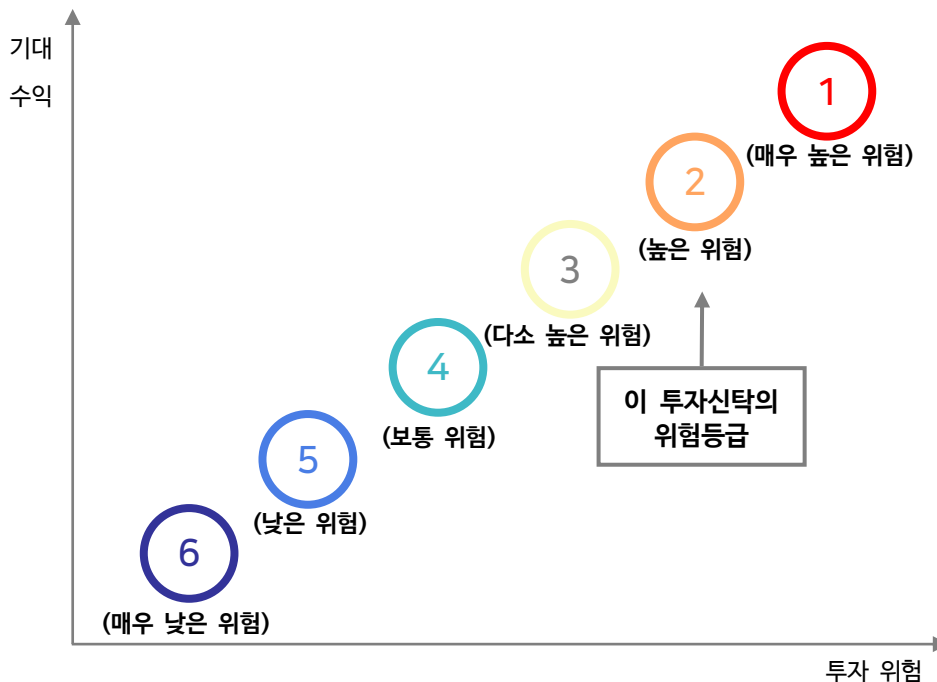 기대
수익
1
(매우 높은 위험)
2
(높은 위험)
3
(다소 높은 위험)
4
(보통 위험)
이 투자신탁의
위험등급
5
(낮은 위험)
6
(매우 낮은 위험)
투자 위험